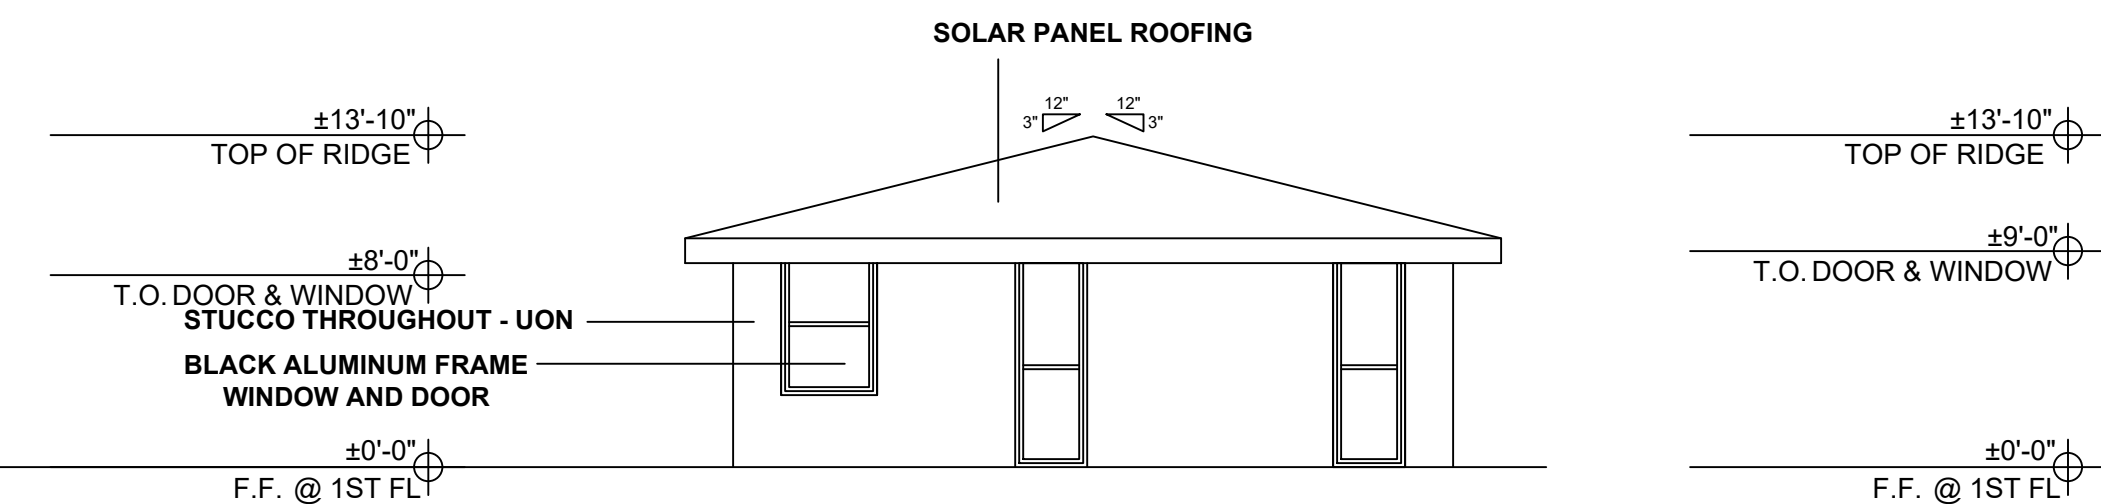 SOLAR PANEL ROOFING
12" 12"
3" 3"
±13'-10"
TOP OF RIDGE
±8'-0"
T.O. DOOR & WINDOW
STUCCO THROUGHOUT - UON
BLACK ALUMINUM FRAME
WINDOW AND DOOR
±0'-0"
F.F. @ 1ST FL
±13'-10"
TOP OF RIDGE
±9'-0"
T.O. DOOR & WINDOW
±0'-0"
F.F. @ 1ST FL